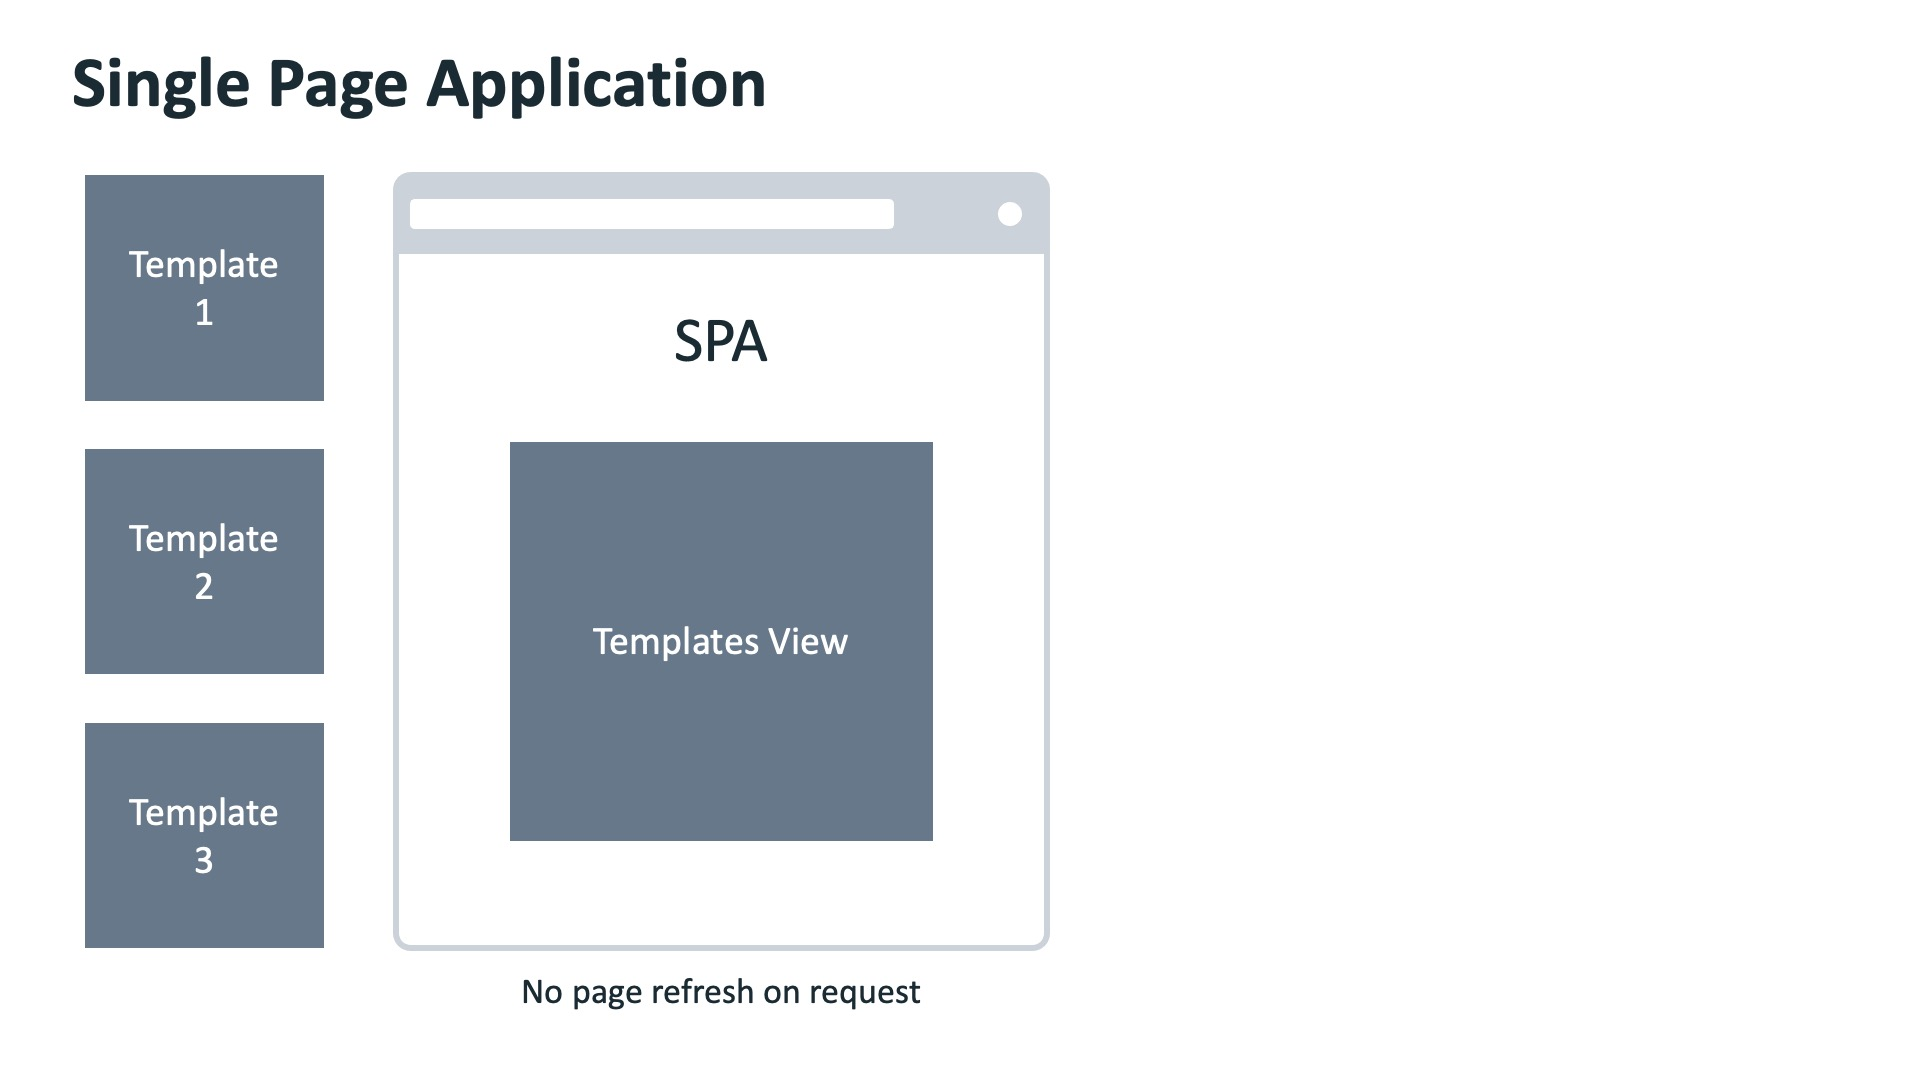 Single Page Application
Template
1
Template
2
Template
3
SPA
Templates View
No page refresh on request